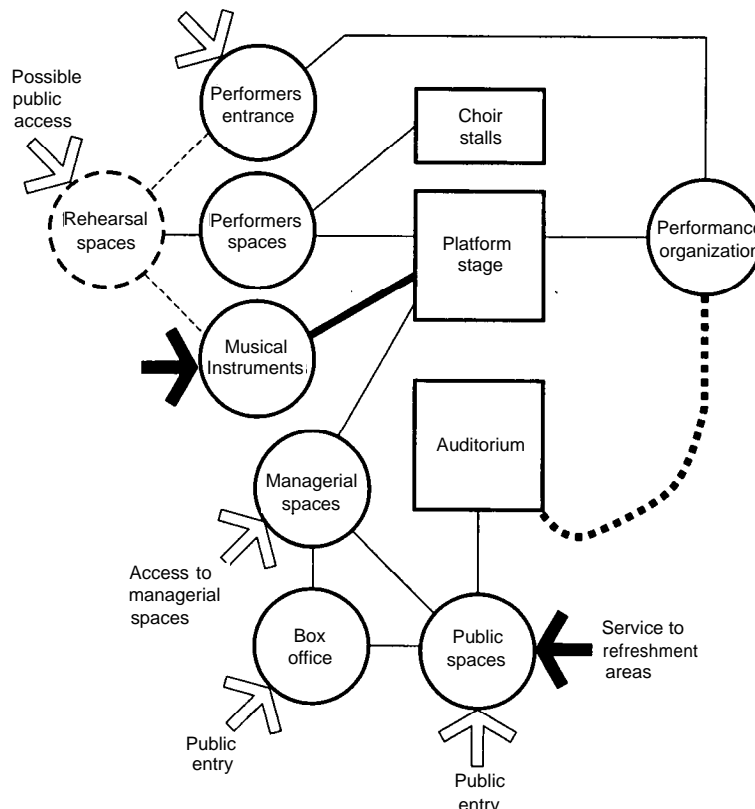 Possible
public
access
Performers
entrance
Choir
stalls
Rehearsal
spaces
Performers
spaces
Platform
stage
Performance
organization
Musical
Instruments
Auditorium
Managerial
spaces
Access to
managerial
spaces
Box
office
Public
spaces
Service to
refreshment
areas
Public
entry
Public
entry